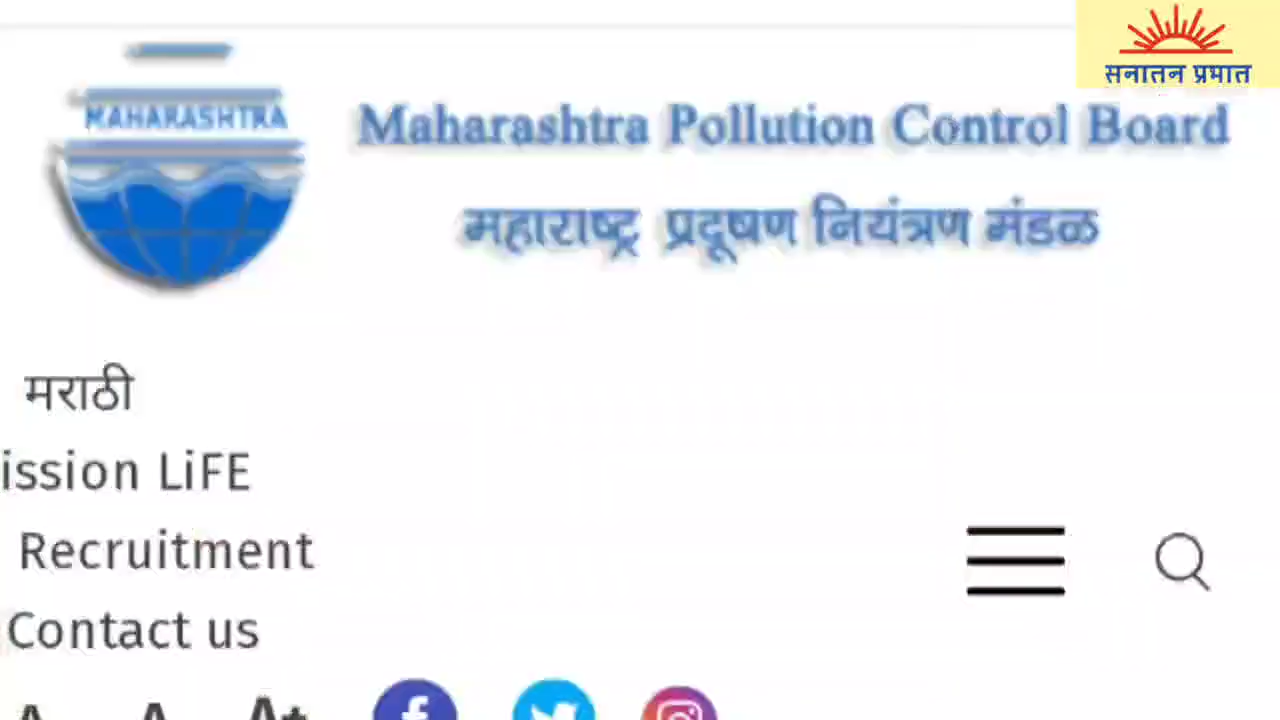 सनातन प्रभात
MAHARASHTRA
Maharashtra Pollution Control Board
महाराष्ट्र प्रदूषण नियंत्रण मंडळ
मराठी
ission LiFE
Recruitment
Contact us
A A A+